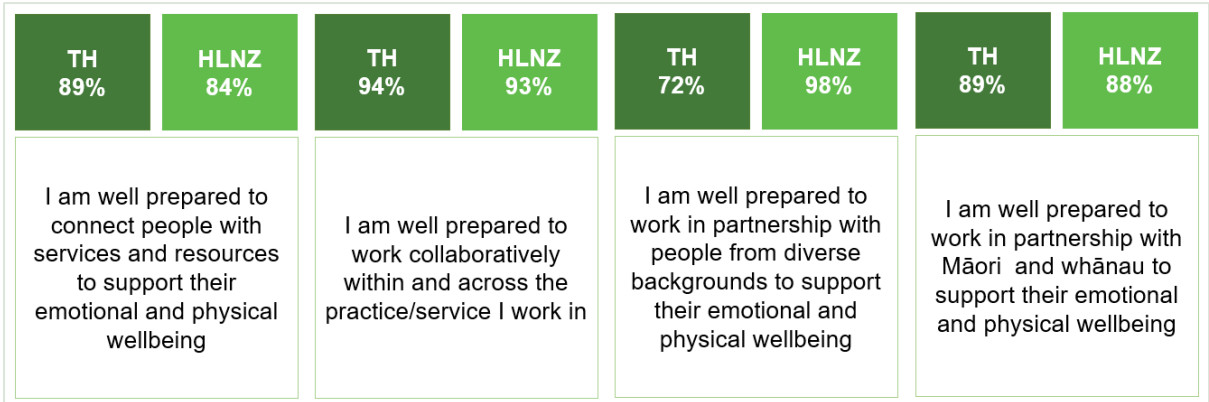 TH
89%
HLNZ
84%
I am well prepared to
connect people with
services and resources
to support their
emotional and physical
wellbeing
TH
94%
HLNZ
93%
I am well prepared to
work collaboratively
within and across the
practice/service I work in
TH
72%
HLNZ
98%
I am well prepared to
work in partnership with
people from diverse
backgrounds to support
their emotional and
physical wellbeing
TH
89%
HLNZ
88%
I am well prepared to
work in partnership with
Māori and whānau to
support their emotional
and physical wellbeing